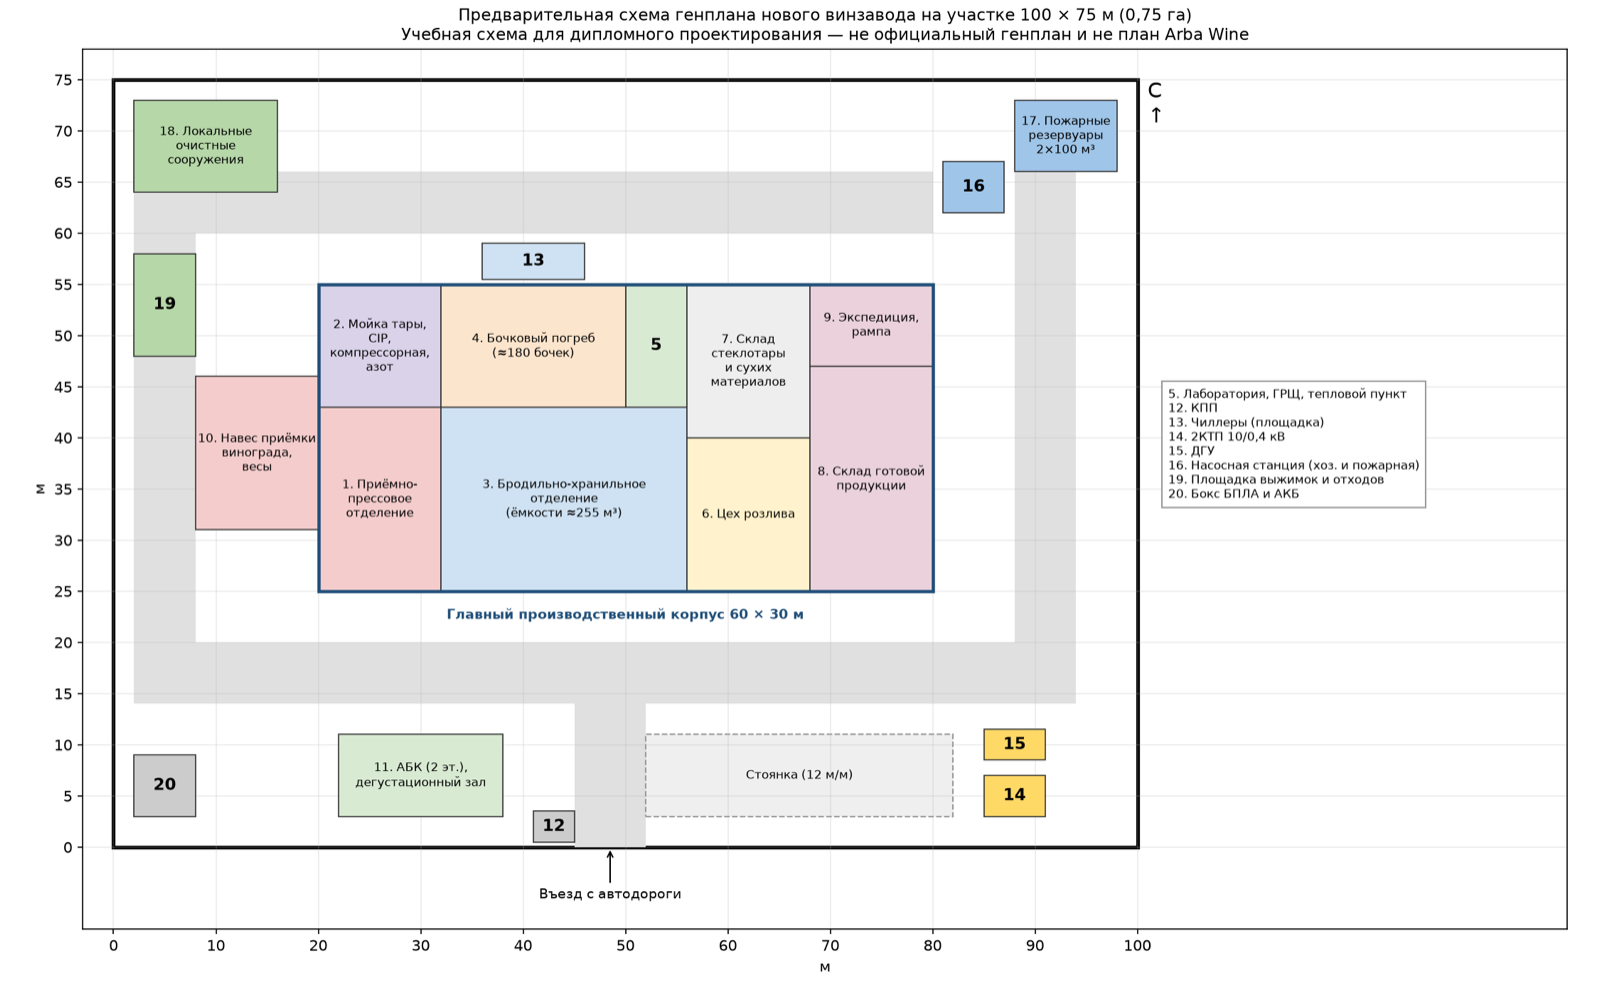 Предварительная схема генплана нового винзавода на участке 100 × 75 м (0,75 га)
Учебная схема для дипломного проектирования — не официальный генплан и не план Arba Wine
75
70
65
60
55
50
45
40
35
30
25
20
15
10
5
0
м
С
↑
18. Локальные
очистные
сооружения
17. Пожарные
резервуары
2×100 м³
16
13
19
2. Мойка тары,
CIP,
компрессорная,
азот
4. Бочковый погреб
(≈180 бочек)
5
7. Склад
стеклотары
и сухих
материалов
9. Экспедиция,
рампа
10. Навес приёмки
винограда,
весы
1. Приёмно-
прессовое
отделение
3. Бродильно-хранильное
отделение
(ёмкости ≈255 м³)
6. Цех розлива
8. Склад готовой
продукции
Главный производственный корпус 60 × 30 м
5. Лаборатория, ГРЩ, тепловой пункт
12. КПП
13. Чиллеры (площадка)
14. 2КТП 10/0,4 кВ
15. ДГУ
16. Насосная станция (хоз. и пожарная)
19. Площадка выжимок и отходов
20. Бокс БПЛА и АКБ
20
11. АБК (2 эт.),
дегустационный зал
12
Стоянка (12 м/м)
15
14
Въезд с автодороги
0
10
20
30
40
50
60
70
80
90
100
м